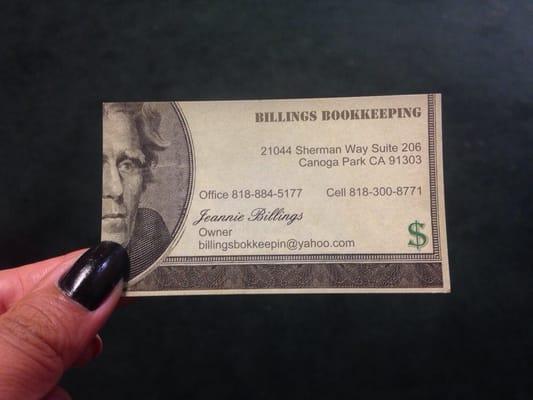 BILLINGS BOOKKEEPING
21044 Sherman Way Suite 206
Canoga Park CA 91303
Office 818-884-5177 Cell 818-300-8771
Jeannie Billings
Owner
billingsbokkeepin@yahoo.com
$